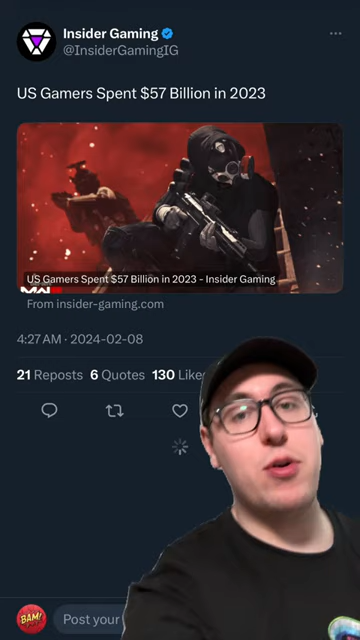 Insider Gaming
@InsiderGamingIG
US Gamers Spent $57 Billion in 2023
US Gamers Spent $57 Billion in 2023 - Insider Gaming
From insider-gaming.com
4:27 AM · 2024-02-08
21 Reposts 6 Quotes 130 Like
BAM!
Post your